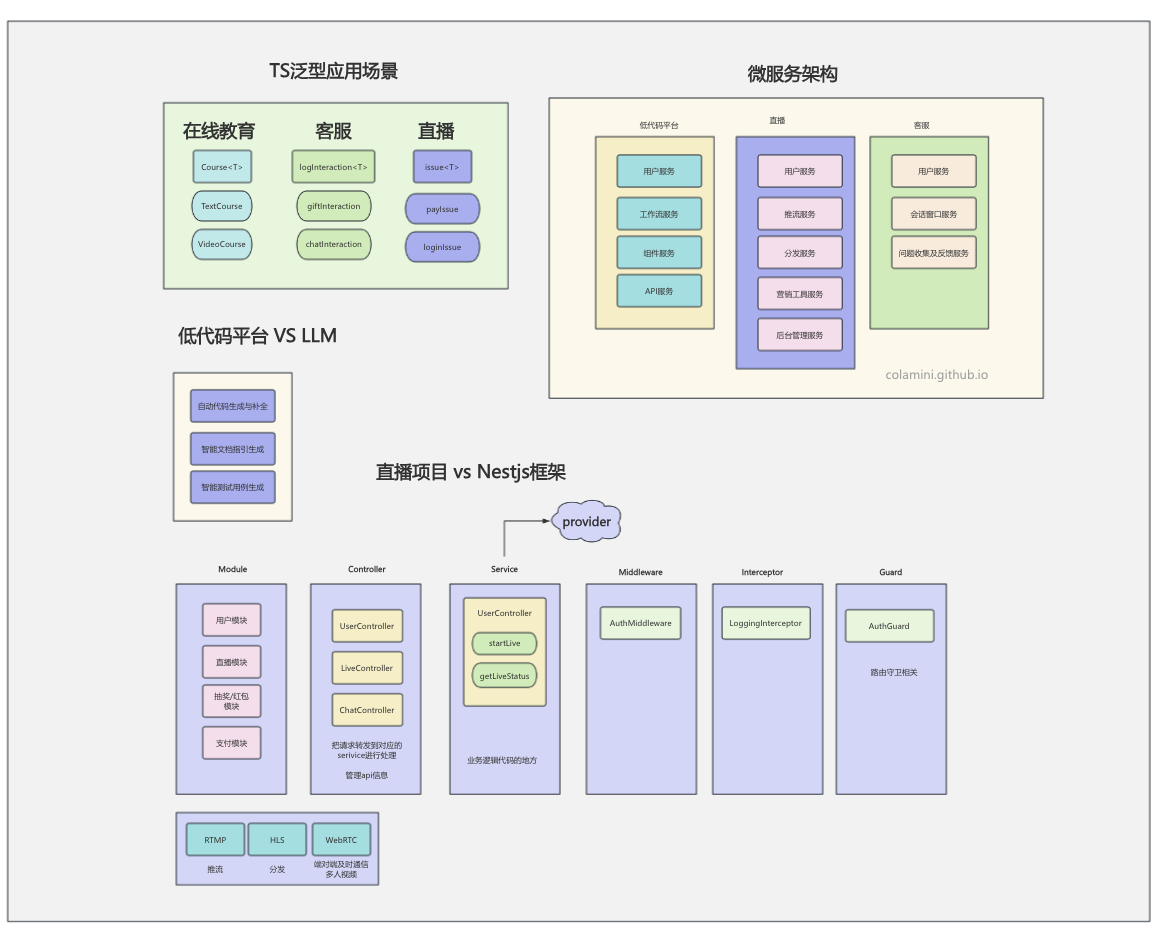 TS泛型应用场景
在线教育
客服
直播
Course<T>
logInteraction<T>
issue<T>
TextCourse
giftInteraction
payIssue
VideoCourse
chatInteraction
loginIssue
微服务架构
低代码平台
用户服务
工作流服务
组件服务
API服务
直播
用户服务
推流服务
分发服务
营销工具服务
后台管理服务
客服
用户服务
会话窗口服务
问题收集及反馈服务
colamini.github.io
低代码平台 VS LLM
自动代码生成与补全
智能文档指引生成
智能测试用例生成
直播项目 vs Nestjs框架
provider
Module
用户模块
直播模块
抽奖/红包
模块
支付模块
Controller
UserController
LiveController
ChatController
把请求转发到对应的
serivice进行处理
管理api信息
Service
UserController
startLive
getLiveStatus
业务逻辑代码的地方
Middleware
AuthMiddleware
Interceptor
LoggingInterceptor
Guard
AuthGuard
路由守卫相关
RTMP
HLS
WebRTC
推流
分发
端对端及时通信
多人视频